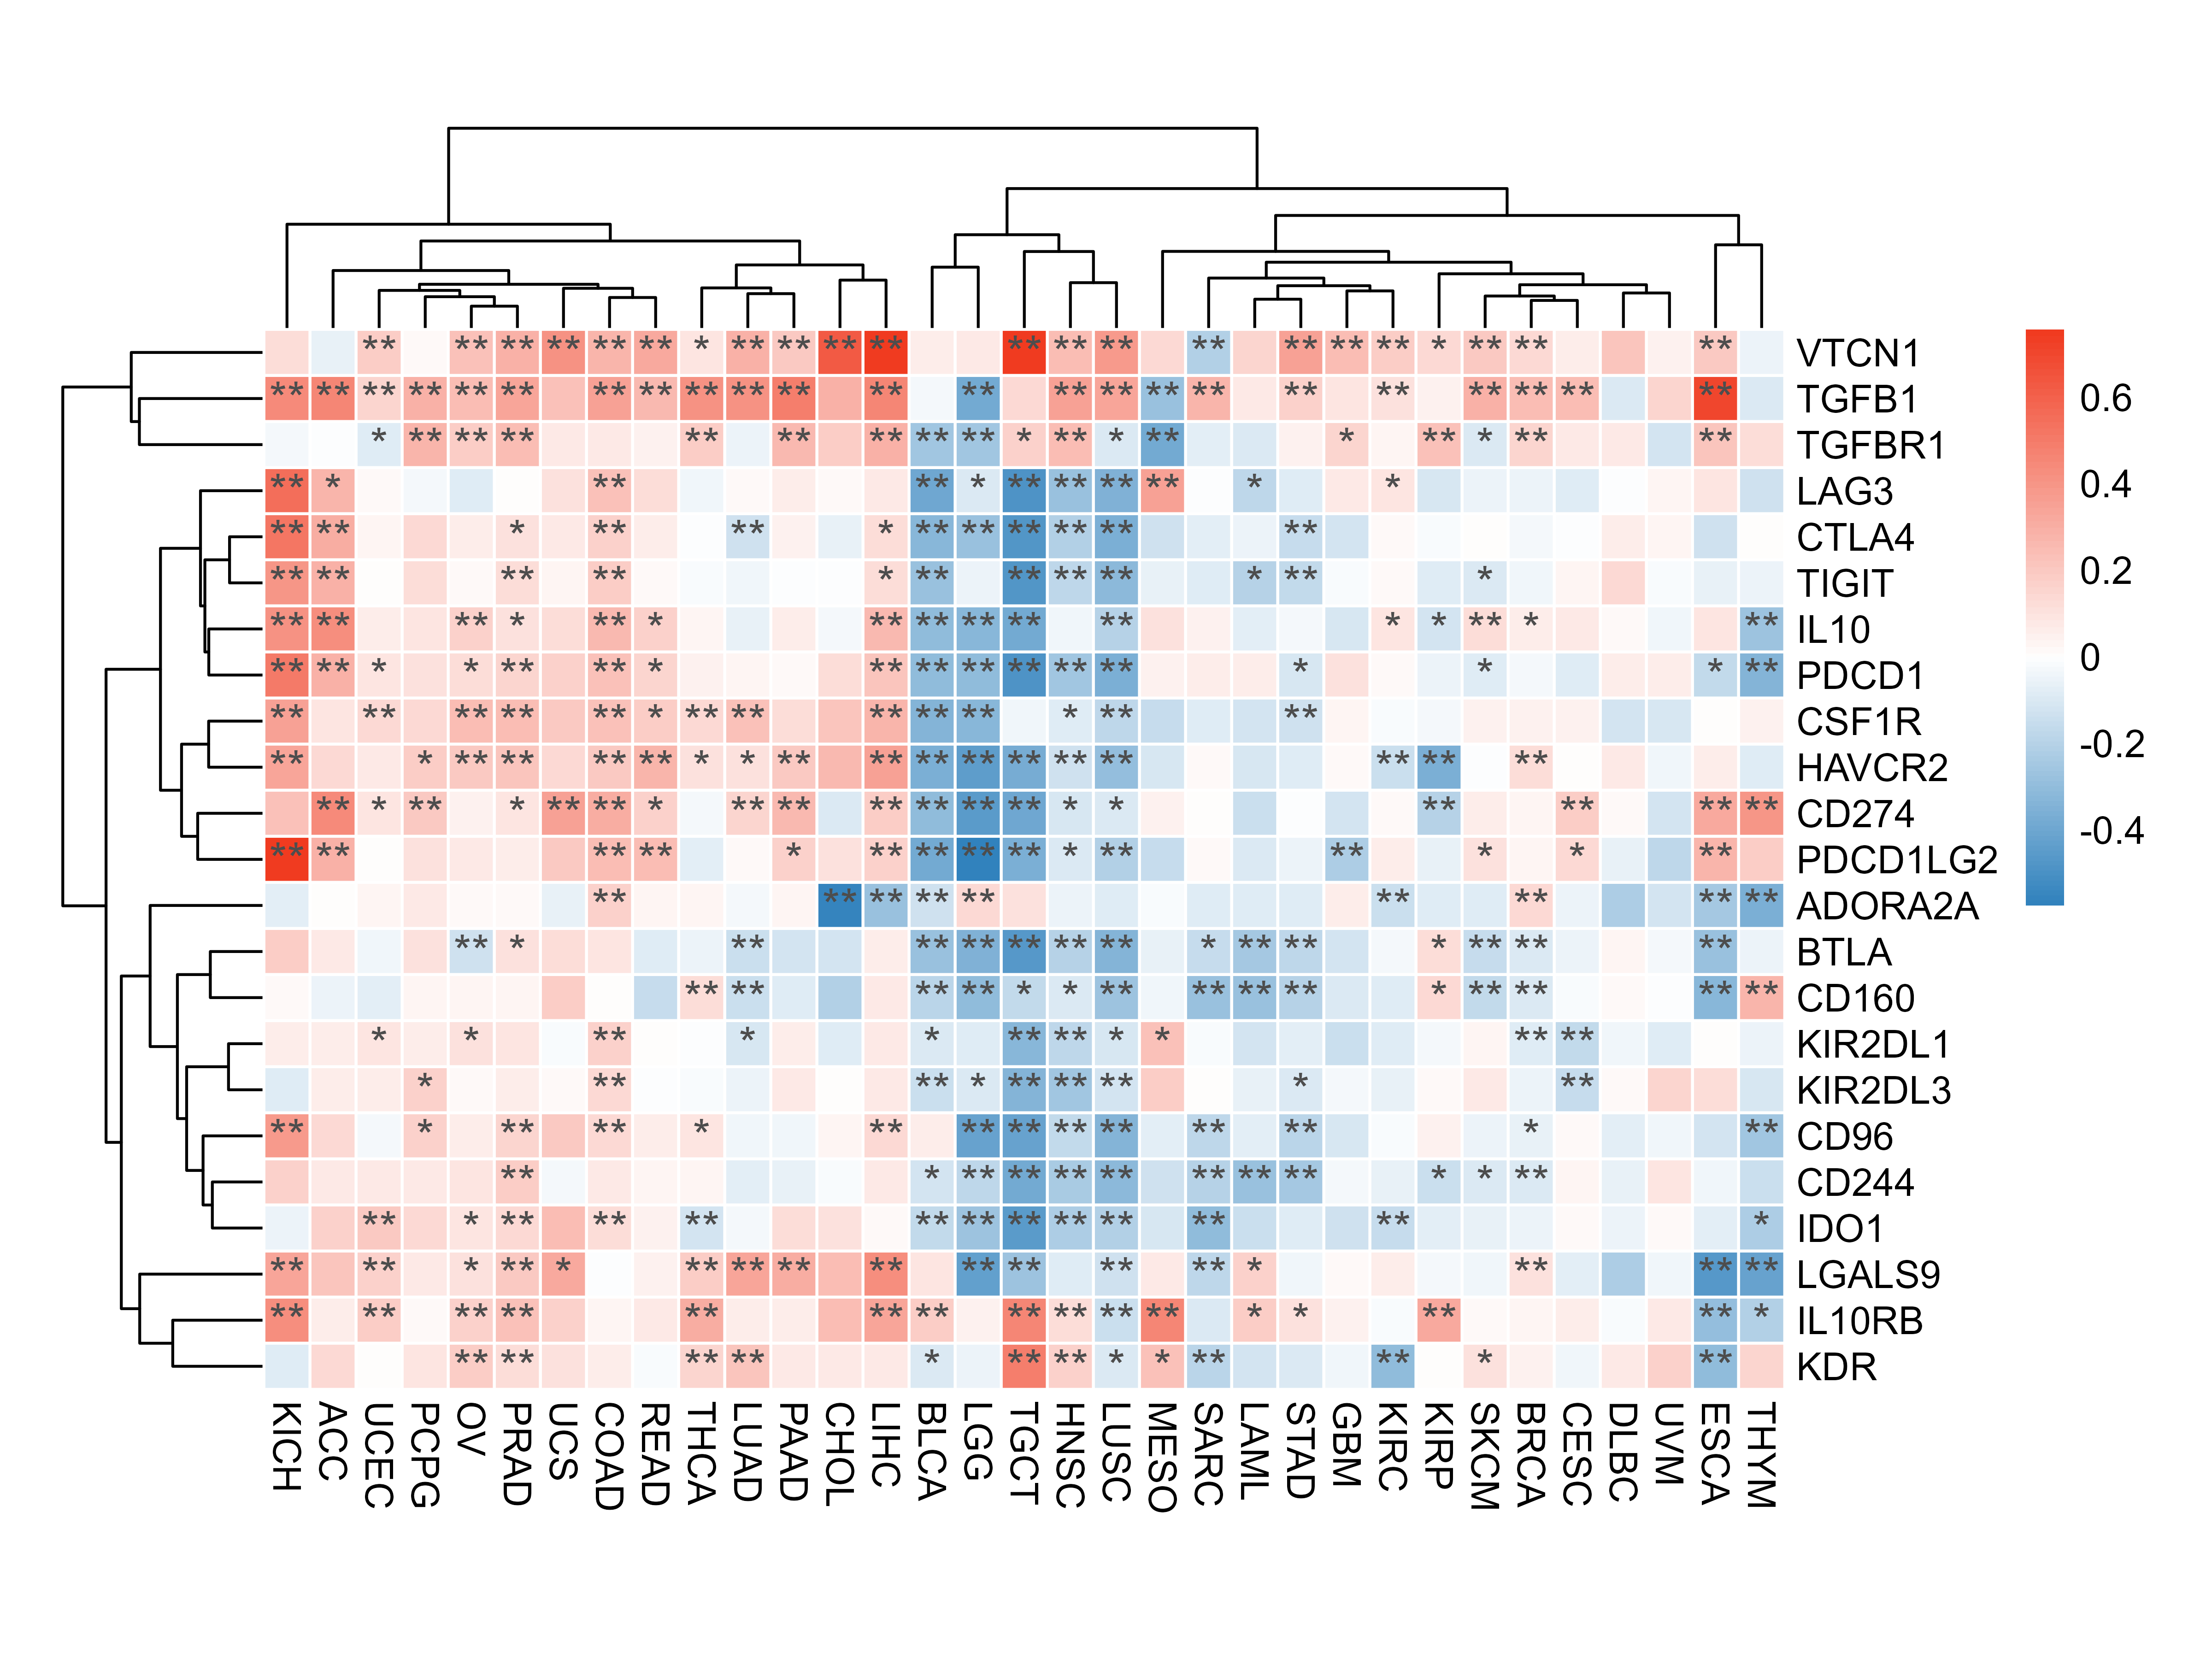 VTCN1
TGFB1
TGFBR1
LAG3
CTLA4
TIGIT
IL10
PDCD1
CSF1R
HAVCR2
CD274
PDCD1LG2
ADORA2A
BTLA
CD160
KIR2DL1
KIR2DL3
CD96
CD244
IDO1
LGALS9
IL10RB
KDR
0.6
0.4
0.2
0
-0.2
-0.4
KICH
ACC
UCEC
PCPG
OV
PRAD
UCS
COAD
READ
THCA
LUAD
PAAD
CHOL
LIHC
BLCA
LGG
TGCT
HNSC
LUSC
MESO
SARC
LAML
STAD
GBM
KIRC
KIRP
SKCM
BRCA
CESC
DLBC
UVM
ESCA
THYM